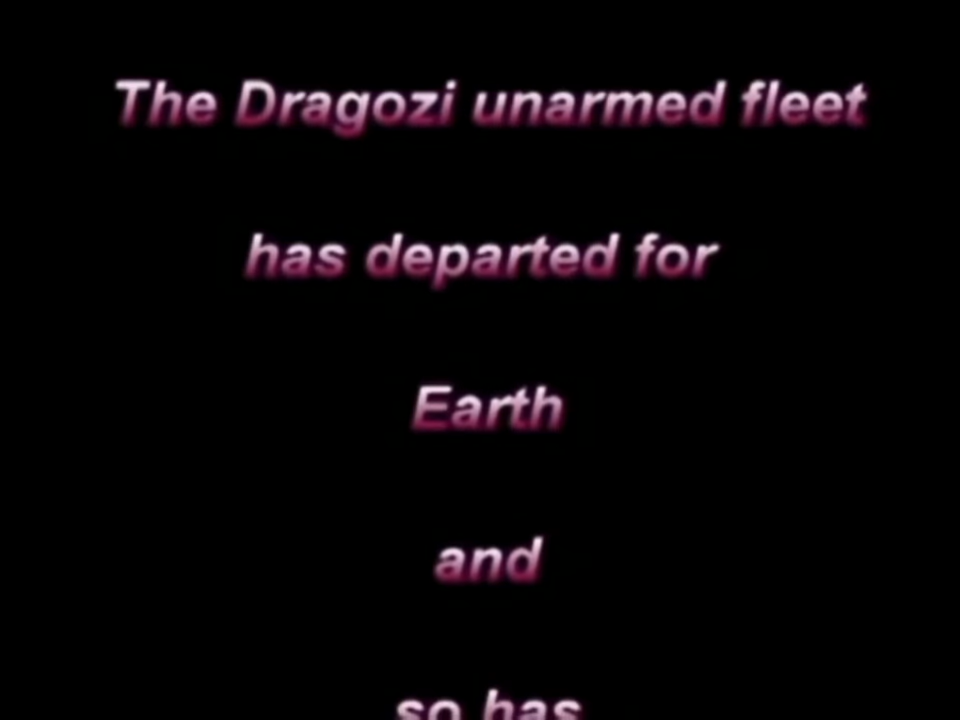 The Dragozi unarmed fleet
has departed for
Earth
and
so has